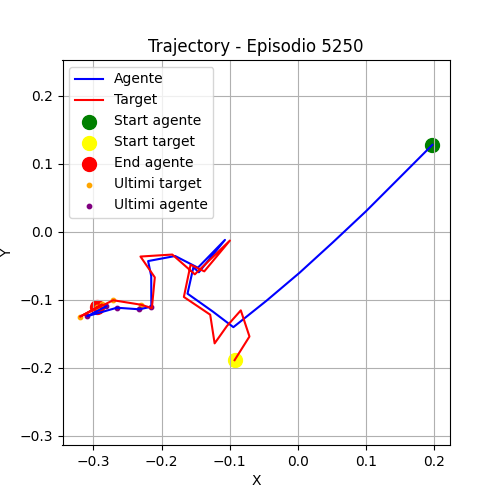 Trajectory - Episodio 5250
Agente
Target
Start agente
Start target
End agente
Ultimi target
Ultimi agente
0.2
0.1
0.0
−0.1
−0.2
−0.3
Y
−0.3
−0.2
−0.1
0.0
0.1
0.2
X